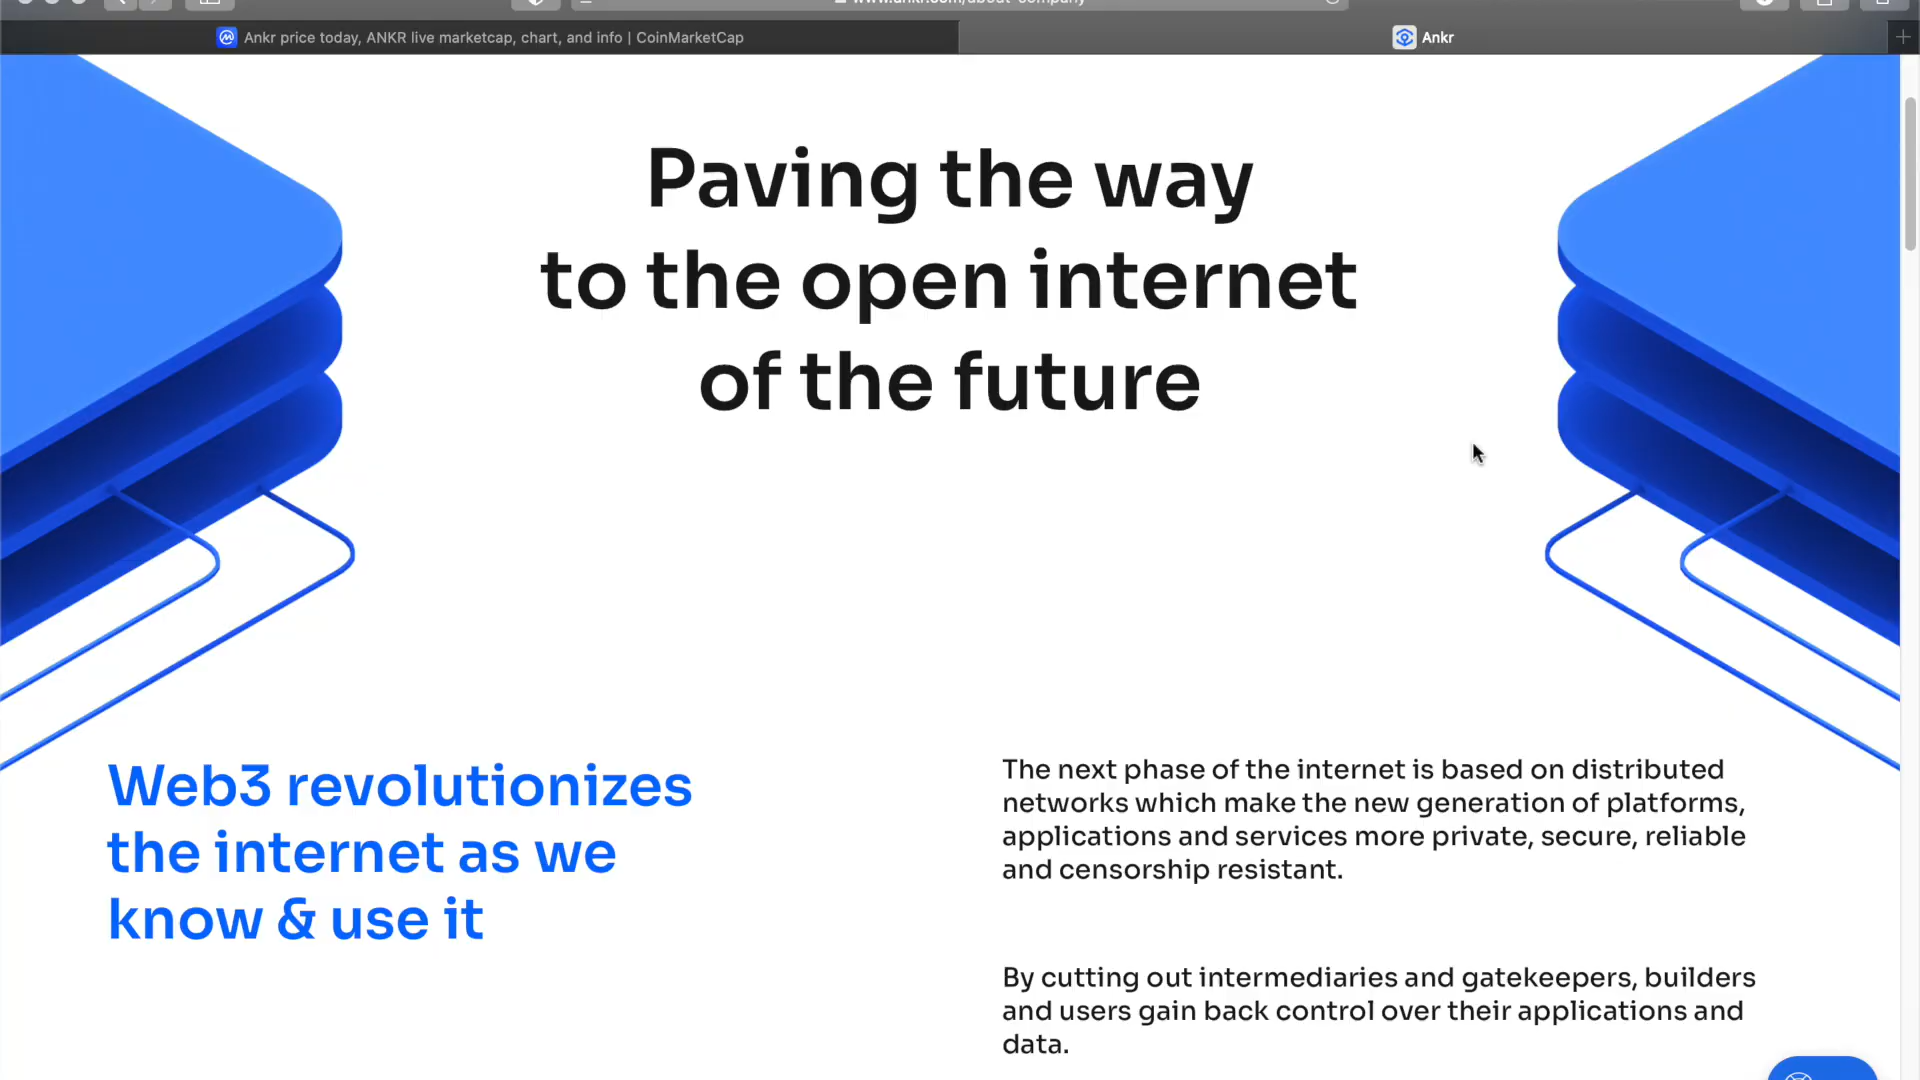 Ankr price today, ANKR live marketcap, chart, and info | CoinMarketCap
Ankr
Paving the way
to the open internet
of the future
Web3 revolutionizes
the internet as we
know & use it
The next phase of the internet is based on distributed
networks which make the new generation of platforms,
applications and services more private, secure, reliable
and censorship resistant.
By cutting out intermediaries and gatekeepers, builders
and users gain back control over their applications and
data.